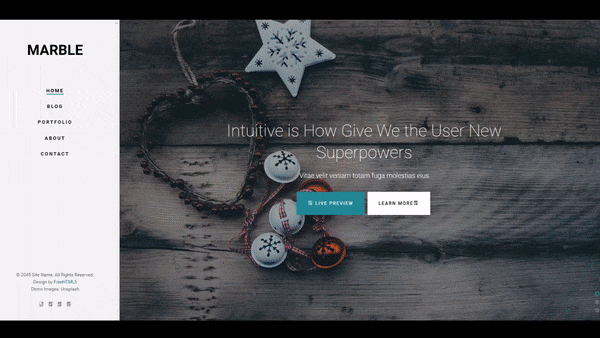 MARBLE
HOME
BLOG
PORTFOLIO
ABOUT
CONTACT
Intuitive is How Give We the User New
Superpowers
Vitae velit veniam totam fuga molestias eius
LIVE PREVIEW
LEARN MORE
© 2045 Site Name. All Rights Reserved.
Design by FreeHTML5
Demo Images: Unsplash